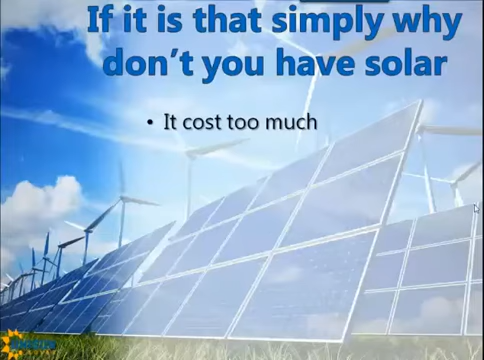 If it is that simply why
don't you have solar
• It cost too much